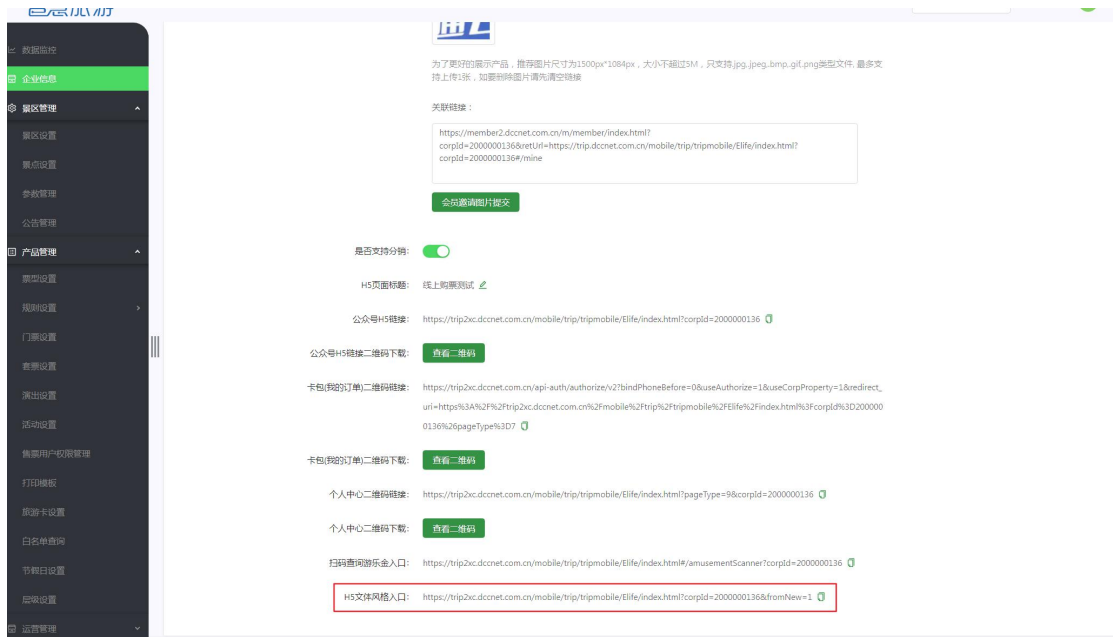 数据监控
企业信息
景区管理
景区设置
景点设置
参数管理
公告管理
产品管理
票型设置
规则设置
门票设置
套票设置
演出设置
活动设置
售票用户权限管理
打印模板
旅游卡设置
白名单查询
节假日设置
层级设置
运营管理
为了更好的展示产品，推荐图片尺寸为1500px*1084px，大小不超过5M，只支持.jpg,.jpeg,.bmp,.gif,.png类型文件, 最多支
持上传1张，如要删除图片请先清空链接
关联链接：
https://member2.dccnet.com.cn/m/member/index.html?
corpId=2000000136&retUrl=https://trip.dccnet.com.cn/mobile/trip/tripmobile/Elife/index.html?
corpId=2000000136#/mine
会员邀请图片提交
是否支持分销:
H5页面标题: 线上购票测试
公众号H5链接: https://trip2xc.dccnet.com.cn/mobile/trip/tripmobile/Elife/index.html?corpId=2000000136
公众号H5链接二维码下载: 查看二维码
卡包(我的订单)二维码链接: https://trip2xc.dccnet.com.cn/api-auth/authorize/v2?bindPhoneBefore=0&useAuthorize=1&useCorpProperty=1&redirect_
uri=https%3A%2F%2Ftrip2xc.dccnet.com.cn%2Fmobile%2Ftrip%2Ftripmobile%2FElife%2Findex.html%3FcorpId%3D200000
0136%26pageType%3D7
卡包(我的订单)二维码下载: 查看二维码
个人中心二维码链接: https://trip2xc.dccnet.com.cn/mobile/trip/tripmobile/Elife/index.html?pageType=9&corpId=2000000136
个人中心二维码下载: 查看二维码
扫码查询游乐金入口: https://trip2xc.dccnet.com.cn/mobile/trip/tripmobile/Elife/index.html#/amusementScanner?corpId=2000000136
H5文体风格入口: https://trip2xc.dccnet.com.cn/mobile/trip/tripmobile/Elife/index.html?corpId=2000000136&fromNew=1